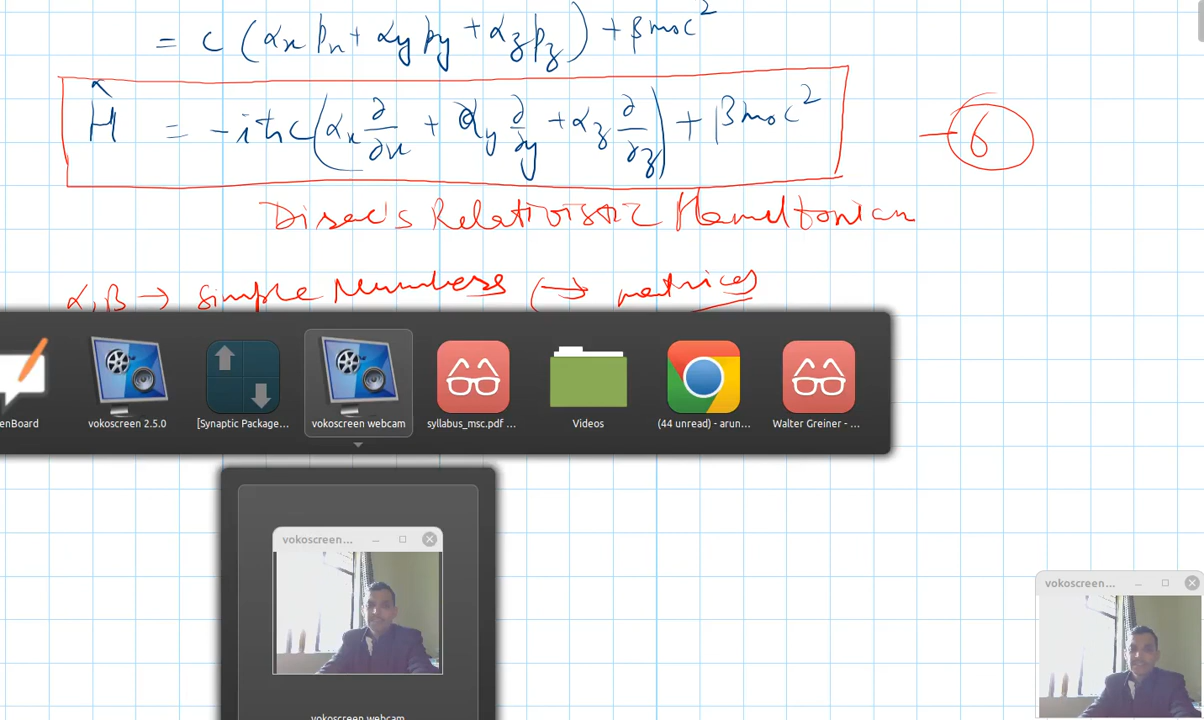 = c (αx px + αy py + αz pz) + β m₀c²
Ĥ = -iħc(αx ∂/∂x + αy ∂/∂y + αz ∂/∂z) + β m₀c² — 6
Dirac's Relativistic Hamiltonian
α, β → simple Numbers (→ matrices
enBoard
vokoscreen 2.5.0
[Synaptic Package...
vokoscreen webcam
syllabus_msc.pdf ...
Videos
(44 unread) - arun...
Walter Greiner - ...
vokoscreen...
vokoscreen webcam
vokoscreen...